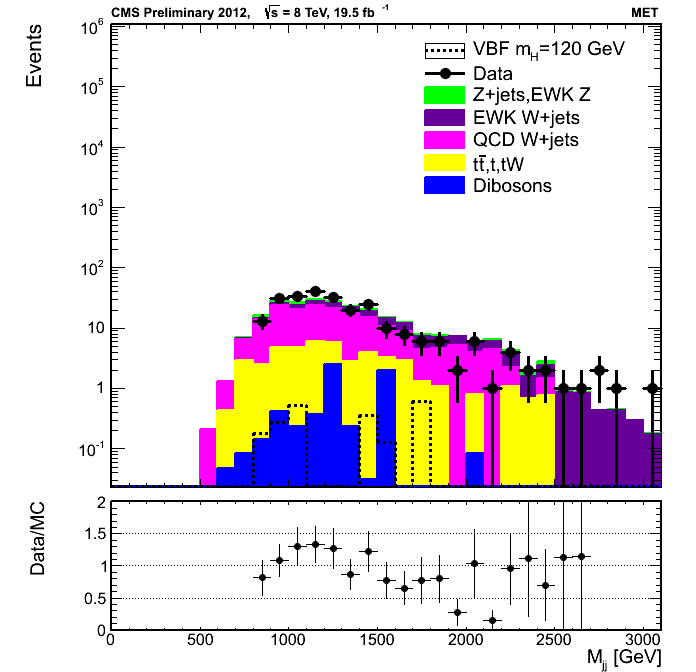 CMS Preliminary 2012, √s = 8 TeV, 19.5 fb⁻¹ MET
Events
10⁶
10⁵
10⁴
10³
10²
10
1
10⁻¹
VBF m_H=120 GeV
Data
Z+jets,EWK Z
EWK W+jets
QCD W+jets
tt̄,t,tW
Dibosons
Data/MC
2
1.5
1
0.5
0
0 500 1000 1500 2000 2500 3000
M_jj [GeV]